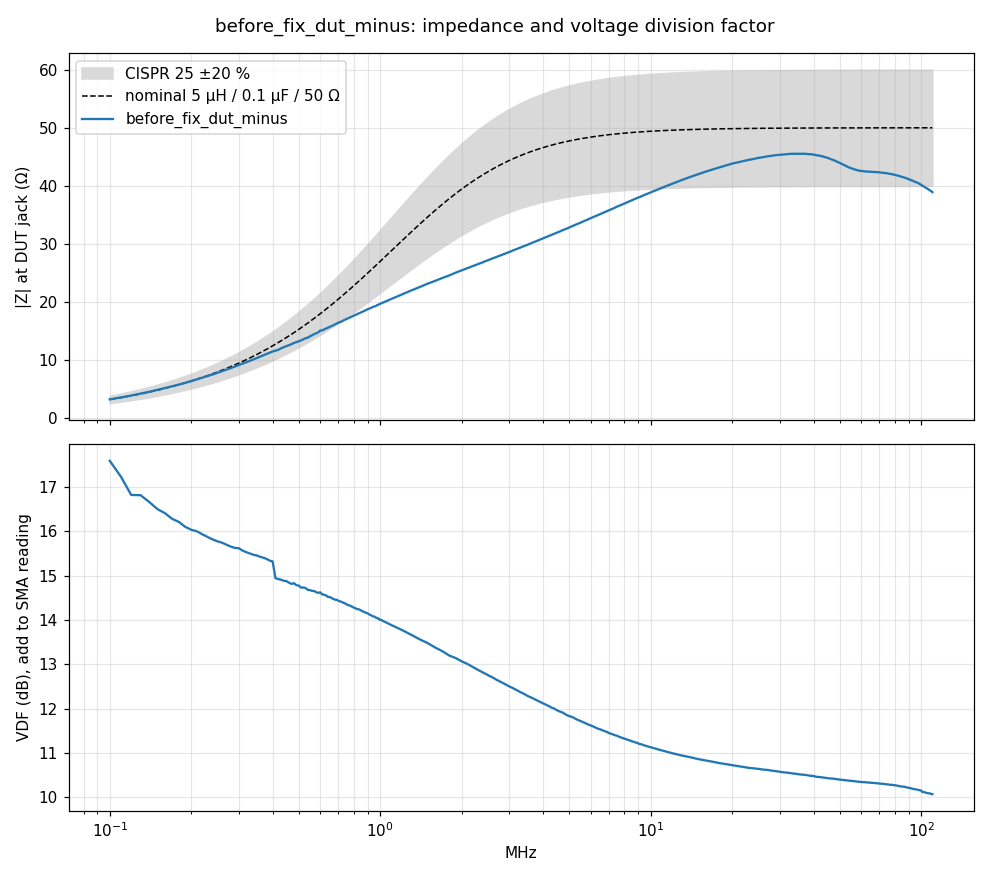 before_fix_dut_minus: impedance and voltage division factor
CISPR 25 ±20 %
nominal 5 µH / 0.1 µF / 50 Ω
before_fix_dut_minus
|Z| at DUT jack (Ω)
60
50
40
30
20
10
0
VDF (dB), add to SMA reading
17
16
15
14
13
12
11
10
10⁻¹
10⁰
10¹
10²
MHz